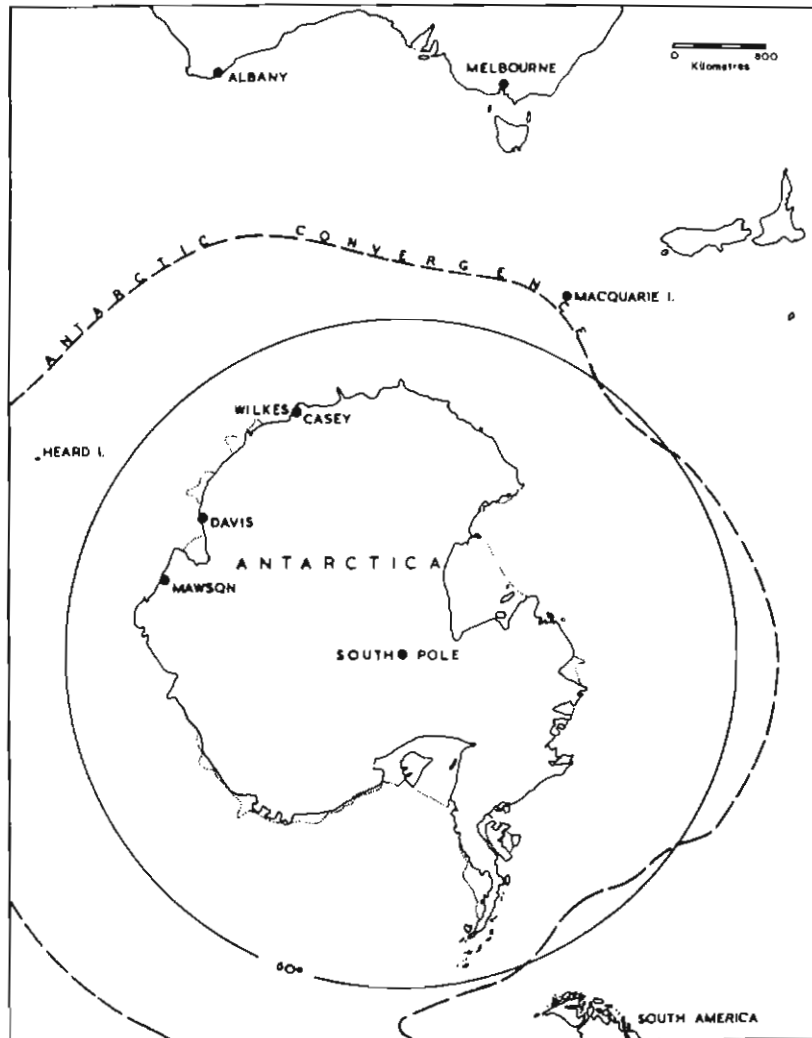 ALBANY
MELBOURNE
0 800
Kilometres
ANTARCTIC CONVERGENCE
MACQUARIE I.
WILKES
CASEY
HEARD I.
DAVIS
ANTARCTICA
MAWSON
SOUTH POLE
60°
SOUTH AMERICA